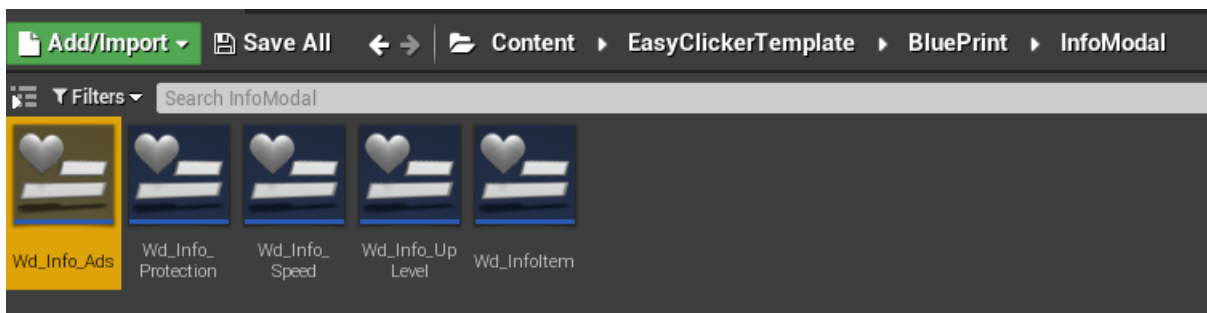 Add/Import Save All Content EasyClickerTemplate BluePrint InfoModal
Filters Search InfoModal
Wd_Info_Ads
Wd_Info_
Protection
Wd_Info_
Speed
Wd_Info_Up
Level
Wd_InfoItem